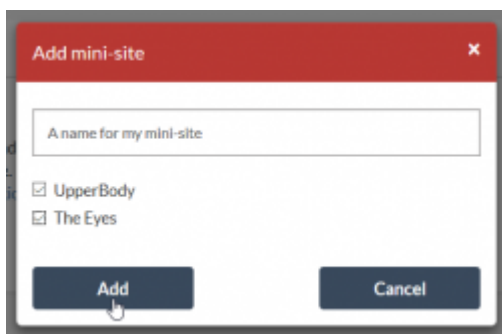 Add mini-site
×
A name for my mini-site
UpperBody
The Eyes
Add
Cancel